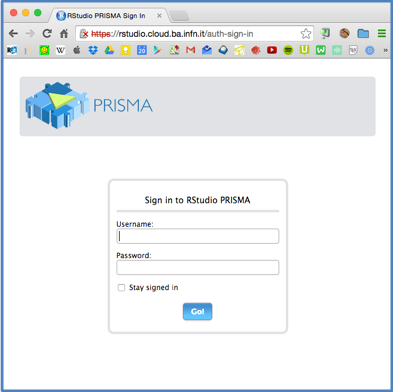 RStudio PRISMA Sign In
https://rstudio.cloud.ba.infn.it/auth-sign-in
PRISMA
Sign in to RStudio PRISMA
Username:
Password:
Stay signed in
Go!